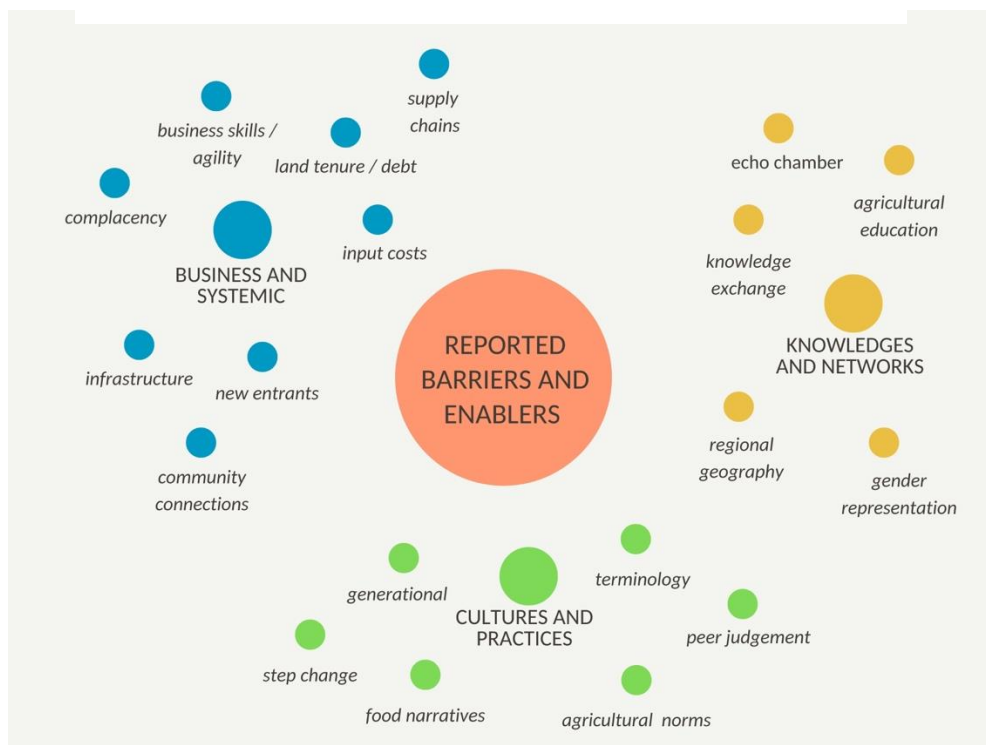 supply
chains
business skills /
agility
land tenure / debt
complacency
input costs
BUSINESS AND
SYSTEMIC
infrastructure
new entrants
community
connections
REPORTED
BARRIERS AND
ENABLERS
echo chamber
agricultural
education
knowledge
exchange
KNOWLEDGES
AND NETWORKS
regional
geography
gender
representation
generational
terminology
CULTURES AND
PRACTICES
peer judgement
step change
food narratives
agricultural norms